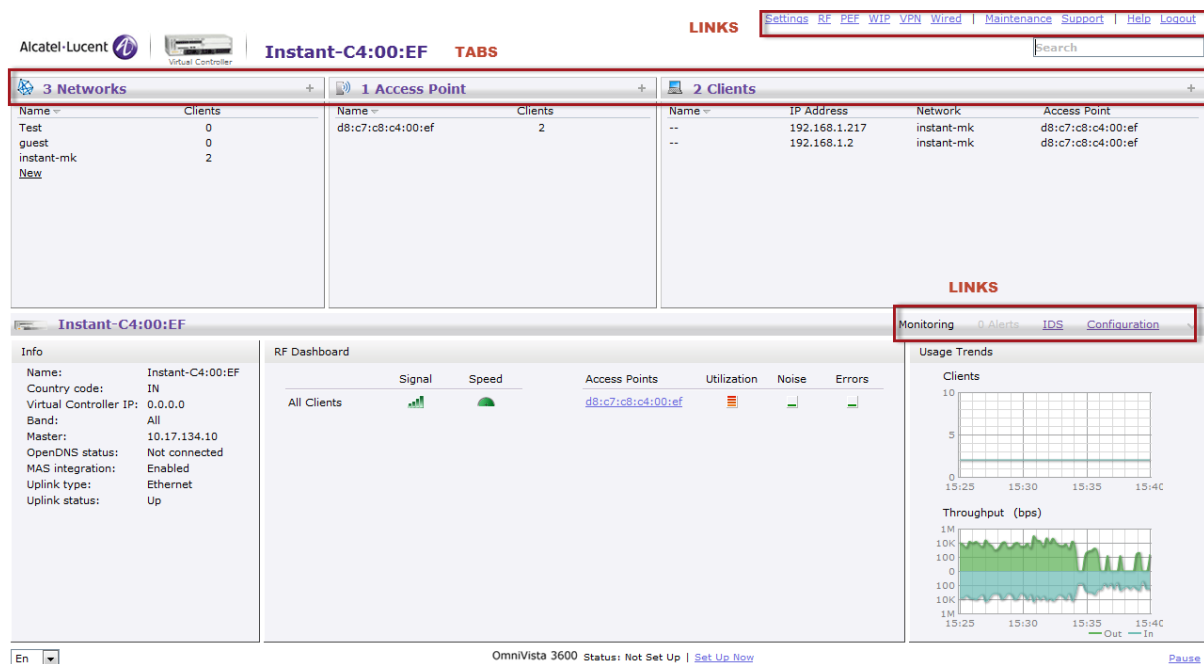 LINKS
Settings RF PEF WIP VPN Wired | Maintenance Support | Help Logout
Alcatel·Lucent
Virtual Controller
Instant-C4:00:EF
TABS
Search
3 Networks +
1 Access Point +
2 Clients +
Name Clients
Name Clients
Name IP Address Network Access Point
Test 0
d8:c7:c8:c4:00:ef 2
-- 192.168.1.217 instant-mk d8:c7:c8:c4:00:ef
guest 0
-- 192.168.1.2 instant-mk d8:c7:c8:c4:00:ef
instant-mk 2
New
LINKS
Instant-C4:00:EF
Monitoring 0 Alerts IDS Configuration
Info
RF Dashboard
Usage Trends
Name: Instant-C4:00:EF
Country code: IN
Virtual Controller IP: 0.0.0.0
Band: All
Master: 10.17.134.10
OpenDNS status: Not connected
MAS integration: Enabled
Uplink type: Ethernet
Uplink status: Up
Signal Speed
Access Points Utilization Noise Errors
All Clients
d8:c7:c8:c4:00:ef
Clients
10
5
0
15:25 15:30 15:35 15:40
Throughput (bps)
1M
10K
100
0
100
10K
1M
15:25 15:30 15:35 15:40
Out In
En
OmniVista 3600 Status: Not Set Up | Set Up Now
Pause